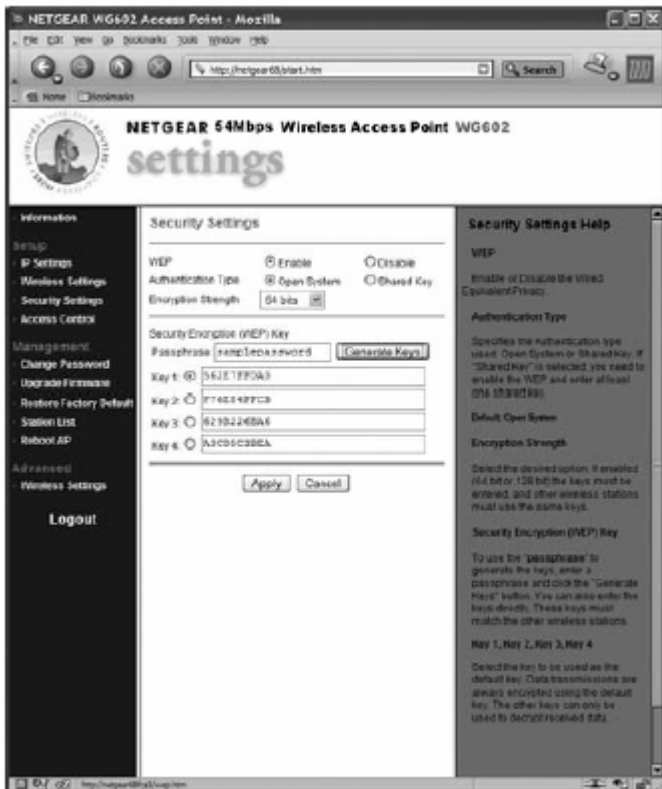 NETGEAR WG602 Access Point - Mozilla
File Edit View Go Bookmarks Tools Window Help
Search
Home Bookmarks
NETGEAR 54Mbps Wireless Access Point WG602
settings
Information
Setup
IP Settings
Wireless Settings
Security Settings
Access Control
Management
Change Password
Upgrade Firmware
Restore Factory Default
Station List
Reboot AP
Advanced
Wireless Settings
Logout
Security Settings
WEP Enable Disable
Authentication Type Open System Shared Key
Encryption Strength 64 bits
Security Encryption (WEP) Key
Passphrase samplepassword Generate Keys
Key 1:
Key 2:
Key 3:
Key 4:
Apply Cancel
Security Settings Help
WEP
Enable or Disable the Wired
Equivalent Privacy.
Authentication Type
Specifies the Authentication type
used: Open System or Shared Key. If
"Shared Key" is selected, you need to
enable the WEP and enter at least
one shared key.
Default: Open System
Encryption Strength
Select the desired option. If enabled
(64 bit or 128 bit) the keys must be
entered, and other wireless stations
must use the same keys.
Security Encryption (WEP) Key
To use the "passphrase" to
generate the keys, enter a
passphrase and click the "Generate
Keys" button. You can also enter the
keys directly. These keys must
match the other wireless stations.
Key 1, Key 2, Key 3, Key 4
Select the key to be used as the
default key. Data transmissions are
always encrypted using the default
key. The other keys can only be
used to decrypt received data.